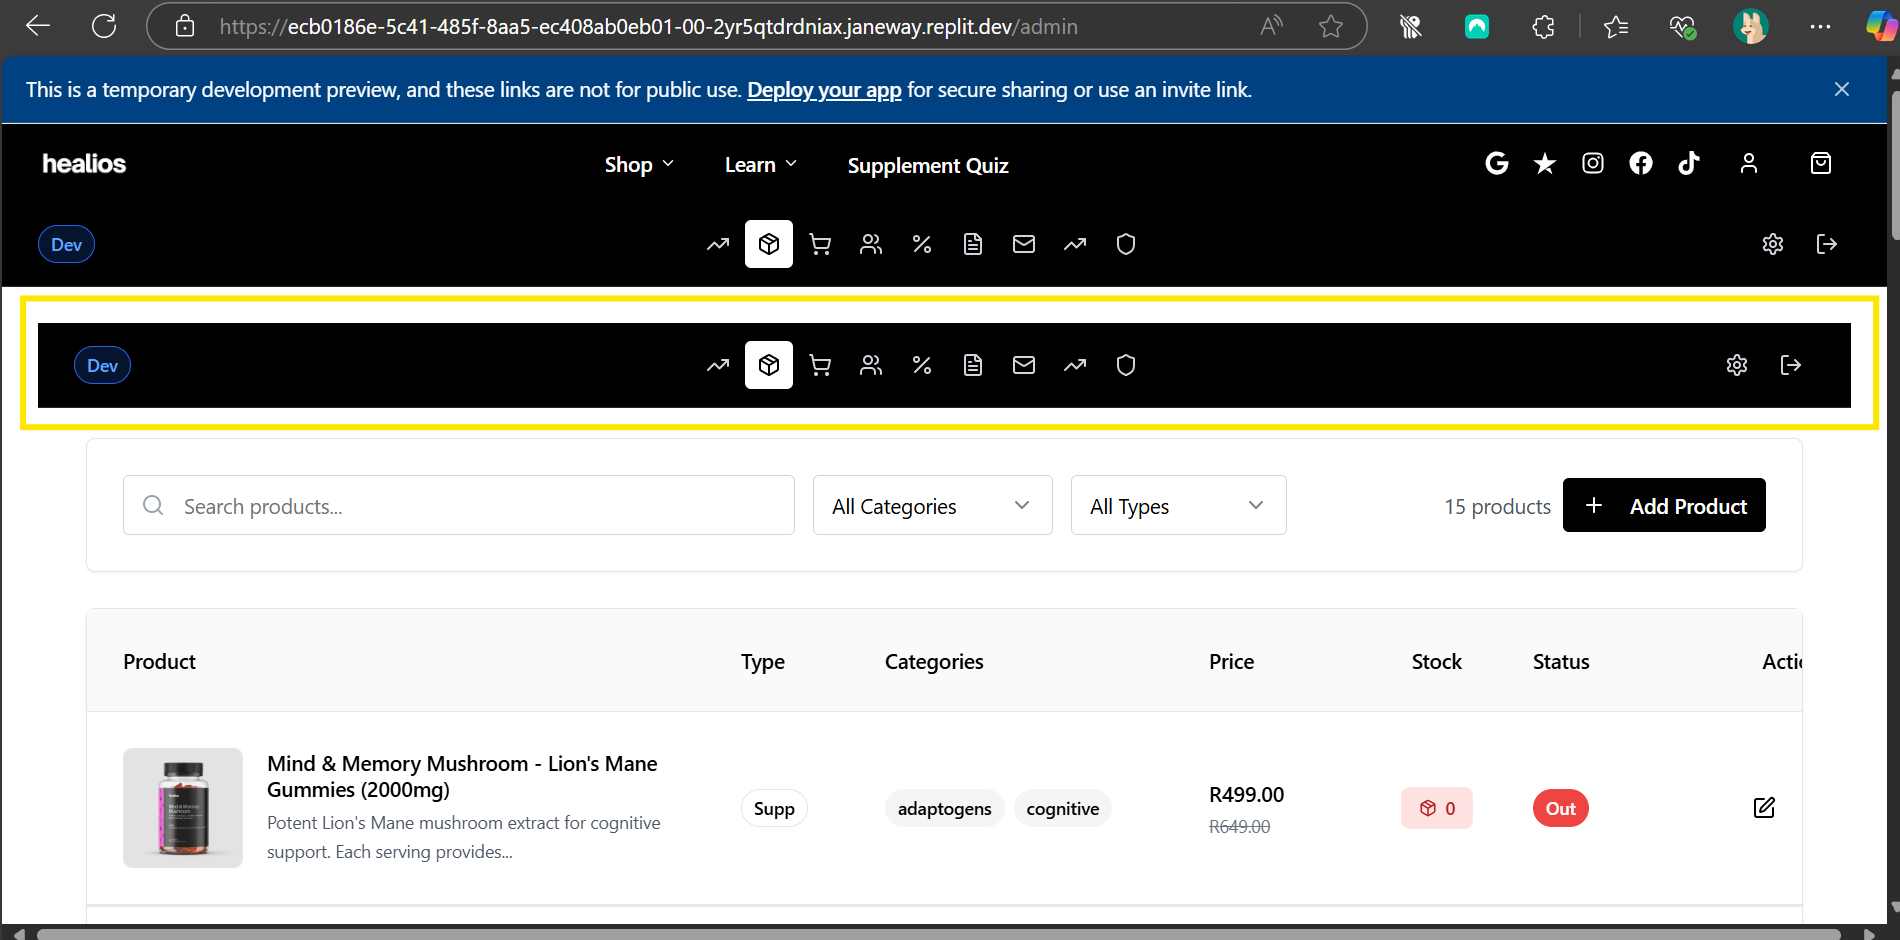 https://ecb0186e-5c41-485f-8aa5-ec408ab0eb01-00-2yr5qtdrdniax.janeway.replit.dev/admin
This is a temporary development preview, and these links are not for public use. Deploy your app for secure sharing or use an invite link.
healios
Shop
Learn
Supplement Quiz
Dev
Dev
Search products...
All Categories
All Types
15 products
Add Product
Product
Type
Categories
Price
Stock
Status
Mind & Memory Mushroom - Lion's Mane
Gummies (2000mg)
Potent Lion's Mane mushroom extract for cognitive
support. Each serving provides...
Supp
adaptogens
cognitive
R499.00
R649.00
0
Out